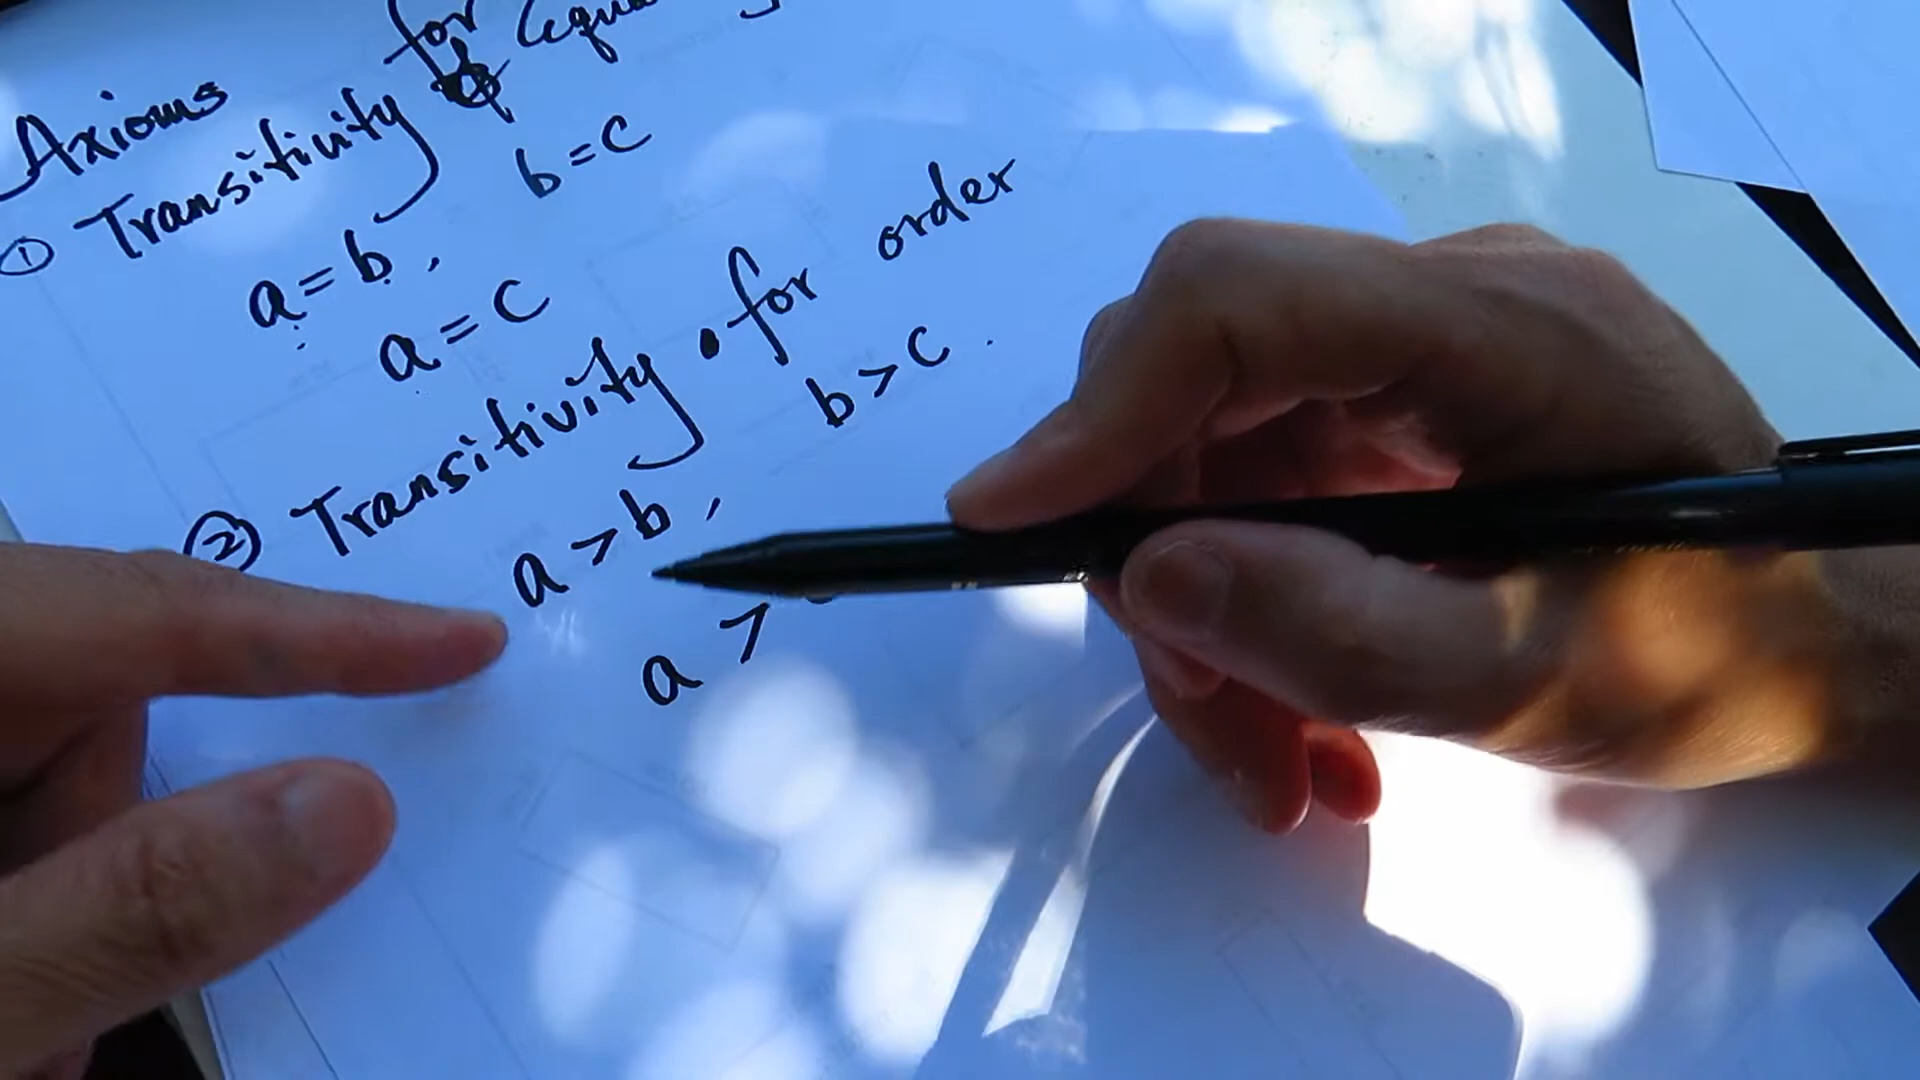 Axioms
① Transitivity for
a = b, b = c
a = c
② Transitivity for order
a > b, b > c.
a >